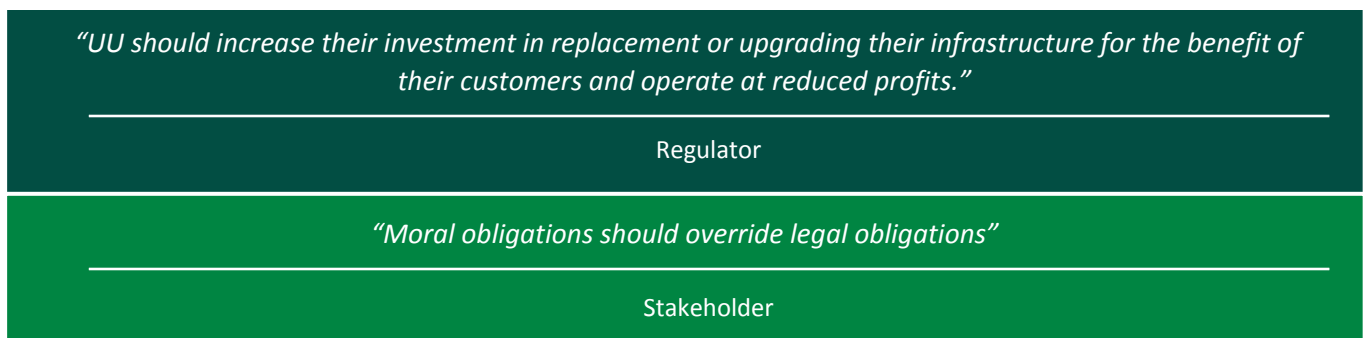 “UU should increase their investment in replacement or upgrading their infrastructure for the benefit of
their customers and operate at reduced profits.”
Regulator
“Moral obligations should override legal obligations”
Stakeholder